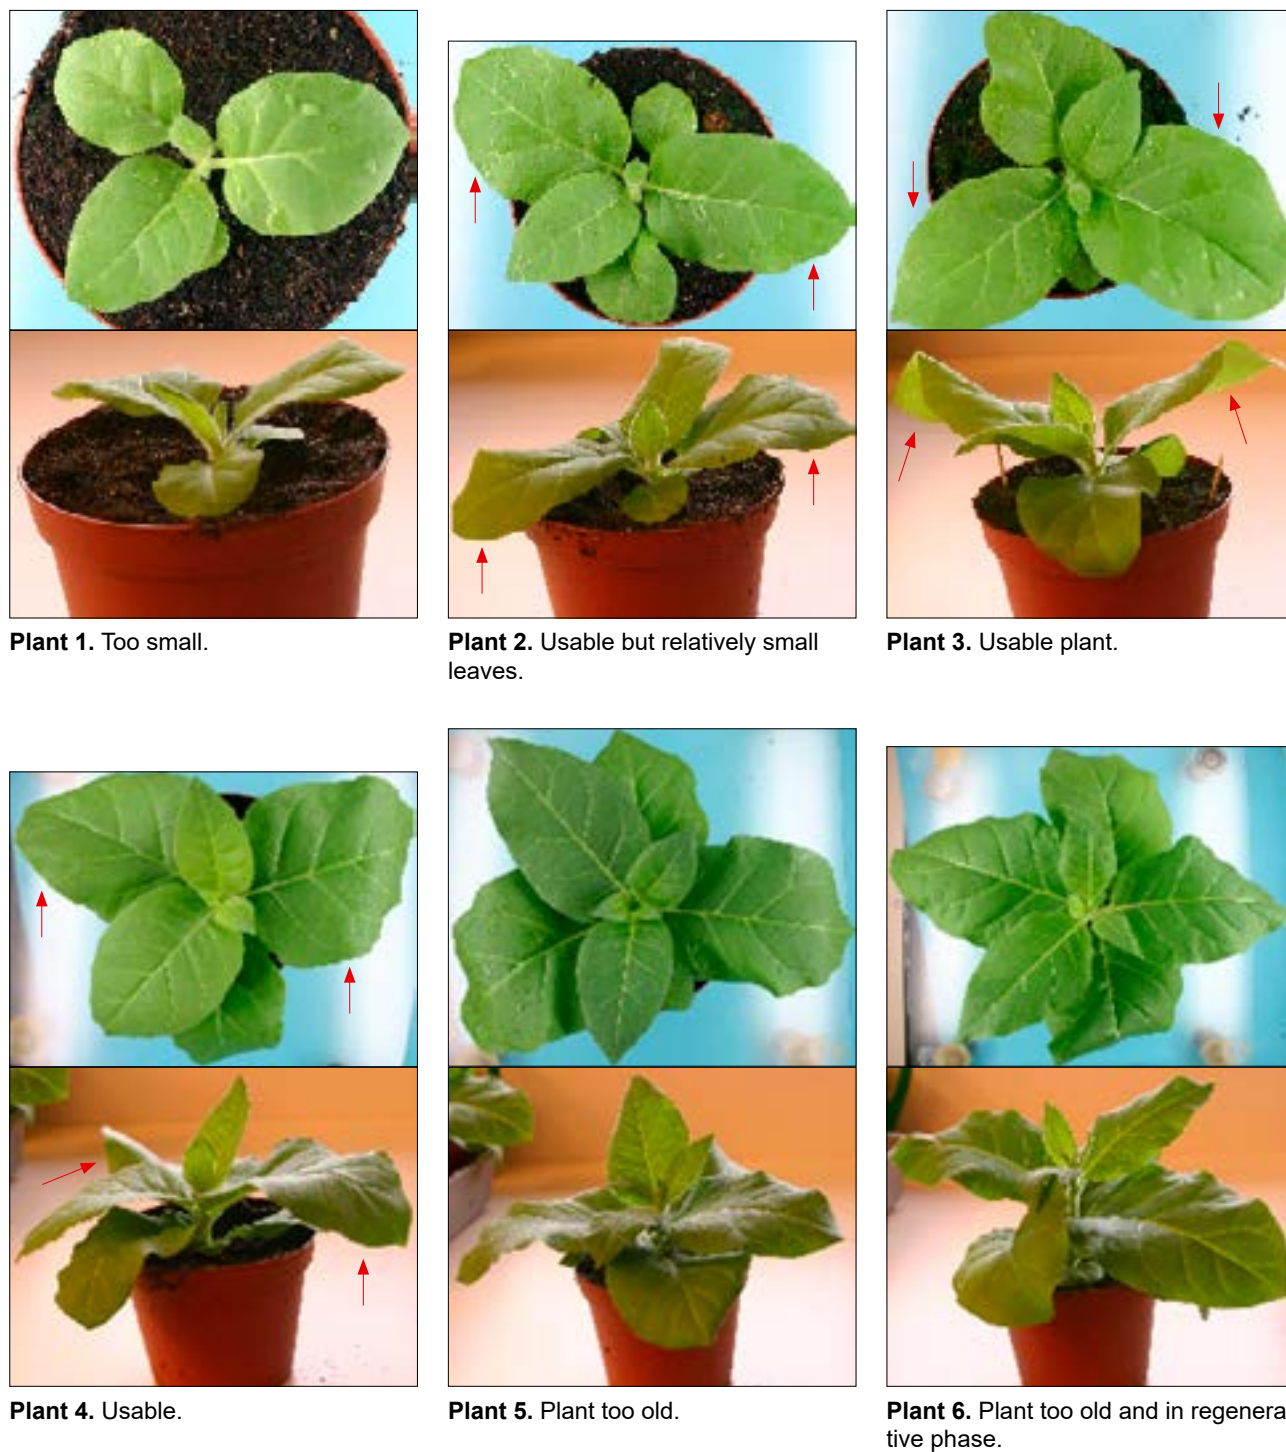 Plant 1. Too small.
Plant 2. Usable but relatively small
leaves.
Plant 3. Usable plant.
Plant 4. Usable.
Plant 5. Plant too old.
Plant 6. Plant too old and in regenera
tive phase.